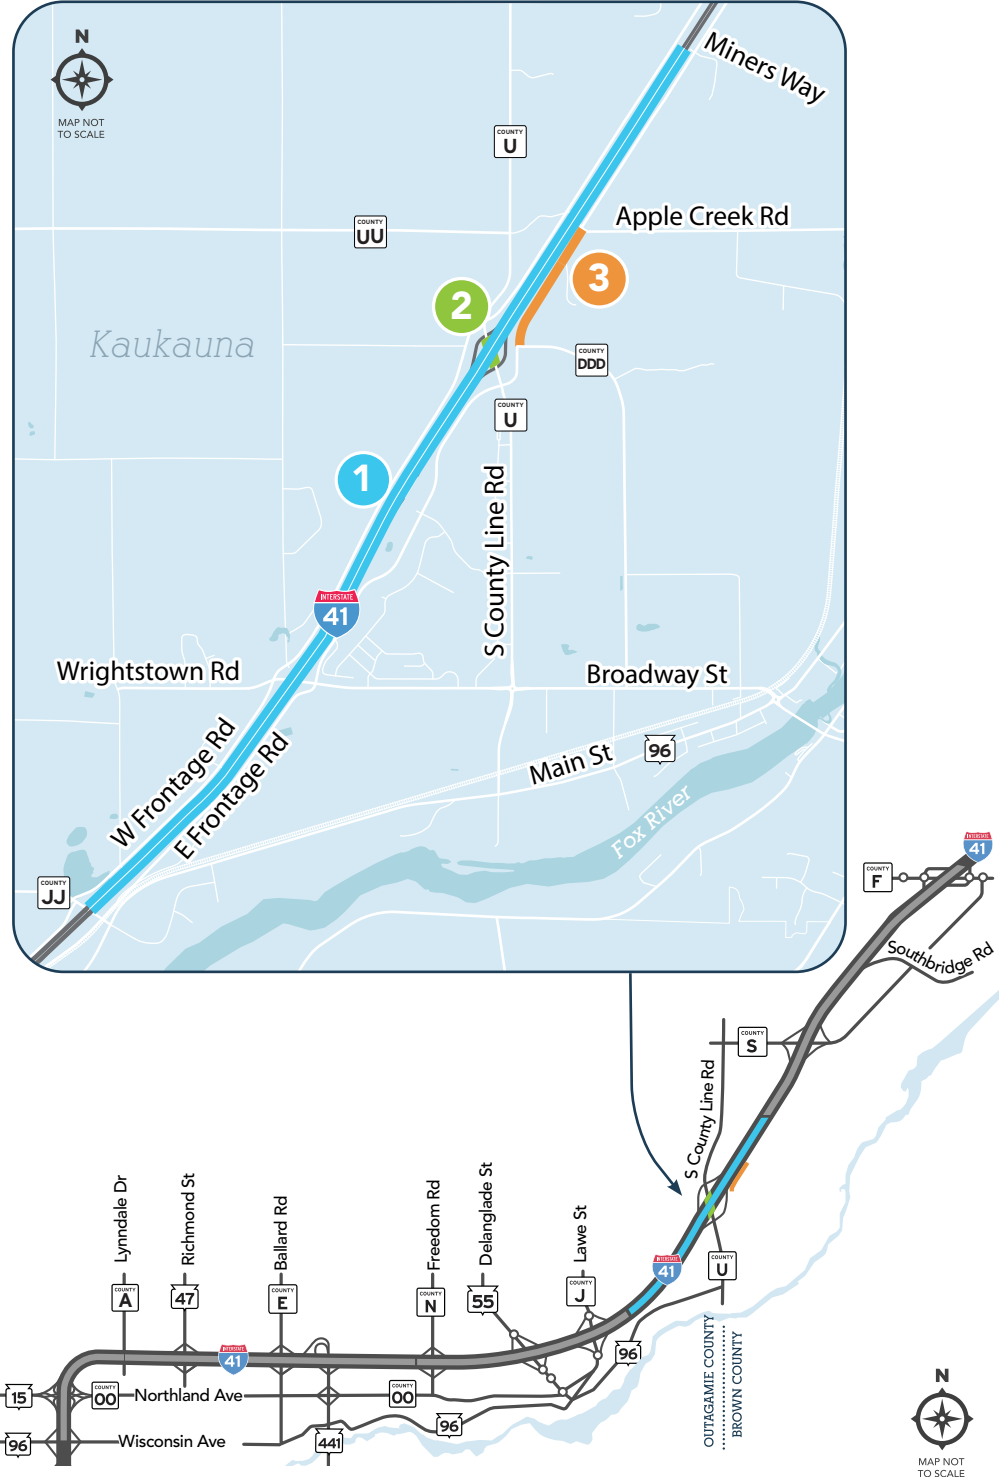 N
MAP NOT
TO SCALE
Miners Way
COUNTY
U
Apple Creek Rd
COUNTY
UU
3
2
Kaukauna
COUNTY
DDD
COUNTY
U
1
S County Line Rd
INTERSTATE
41
Wrightstown Rd
Broadway St
W Frontage Rd
E Frontage Rd
Main St
96
Fox River
COUNTY
JJ
INTERSTATE
41
COUNTY
F
Southbridge Rd
COUNTY
S
S County Line Rd
Lynndale Dr
Richmond St
Ballard Rd
Freedom Rd
Delanglade St
Lawe St
INTERSTATE
41
COUNTY
U
COUNTY
A
47
COUNTY
E
COUNTY
N
55
COUNTY
J
OUTAGAMIE COUNTY
BROWN COUNTY
INTERSTATE
41
96
15
COUNTY
00
Northland Ave
COUNTY
00
96
96
Wisconsin Ave
441
N
MAP NOT
TO SCALE